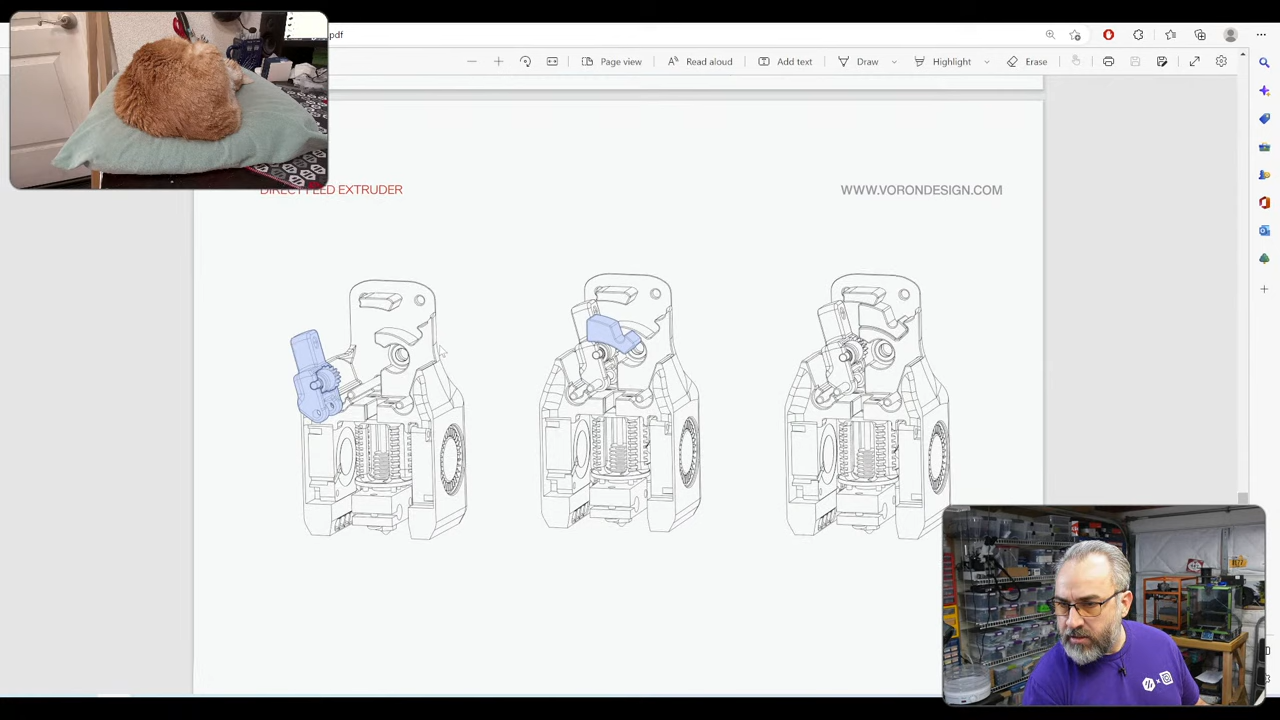 .pdf
Page view
Read aloud
Add text
Draw
Highlight
Erase
DIRECT FEED EXTRUDER
WWW.VORONDESIGN.COM